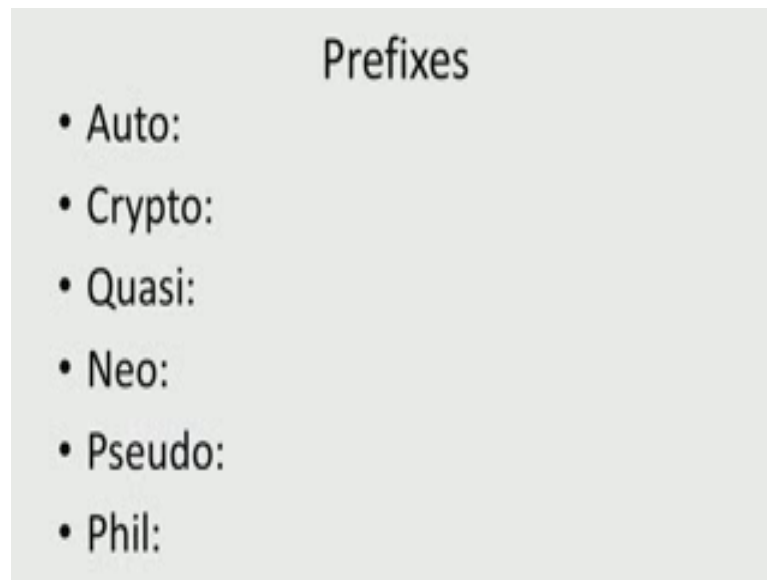 Prefixes
• Auto:
• Crypto:
• Quasi:
• Neo:
• Pseudo:
• Phil: